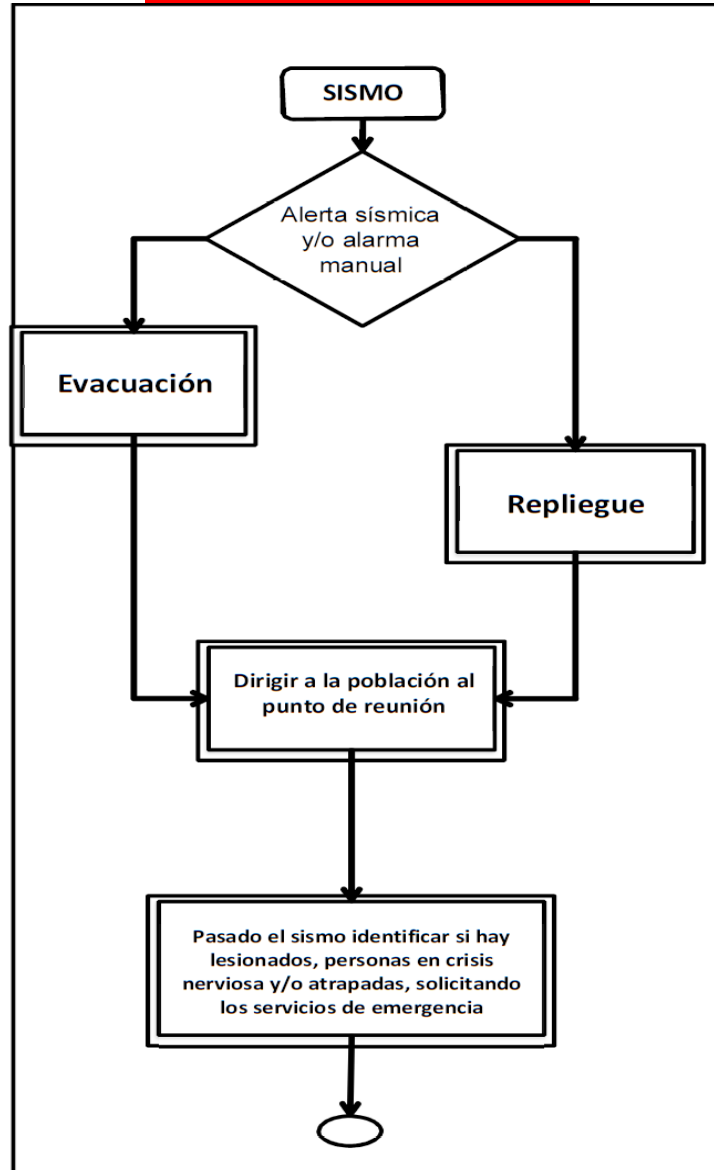 SISMO
Alerta sísmica
y/o alarma
manual
Evacuación
Repliegue
Dirigir a la población al
punto de reunión
Pasado el sismo identificar si hay
lesionados, personas en crisis
nerviosa y/o atrapadas, solicitando
los servicios de emergencia